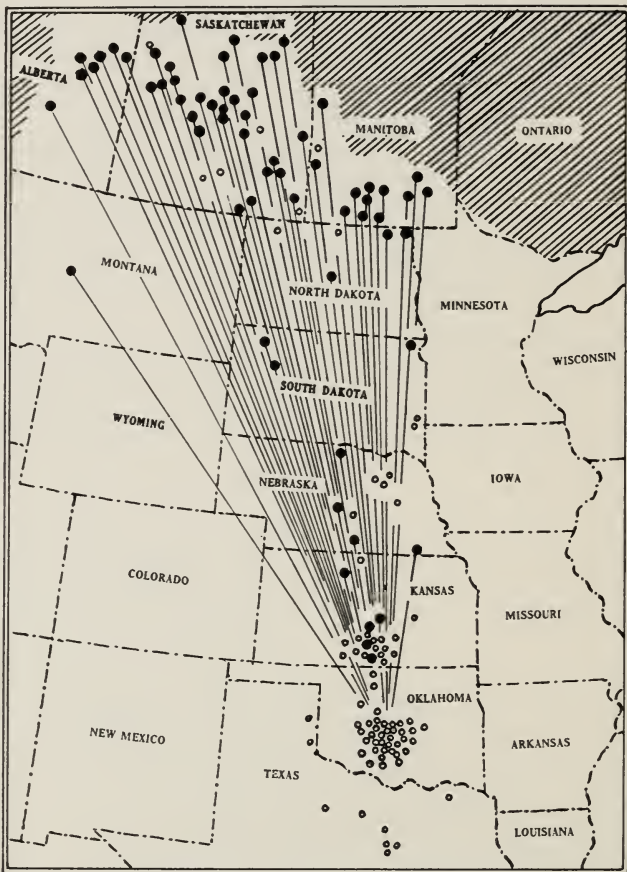 SASKATCHEWAN
ALBERTA
MANITOBA
ONTARIO
MONTANA
NORTH DAKOTA
MINNESOTA
WISCONSIN
SOUTH DAKOTA
WYOMING
NEBRASKA
IOWA
COLORADO
KANSAS
MISSOURI
OKLAHOMA
NEW MEXICO
ARKANSAS
TEXAS
LOUISIANA